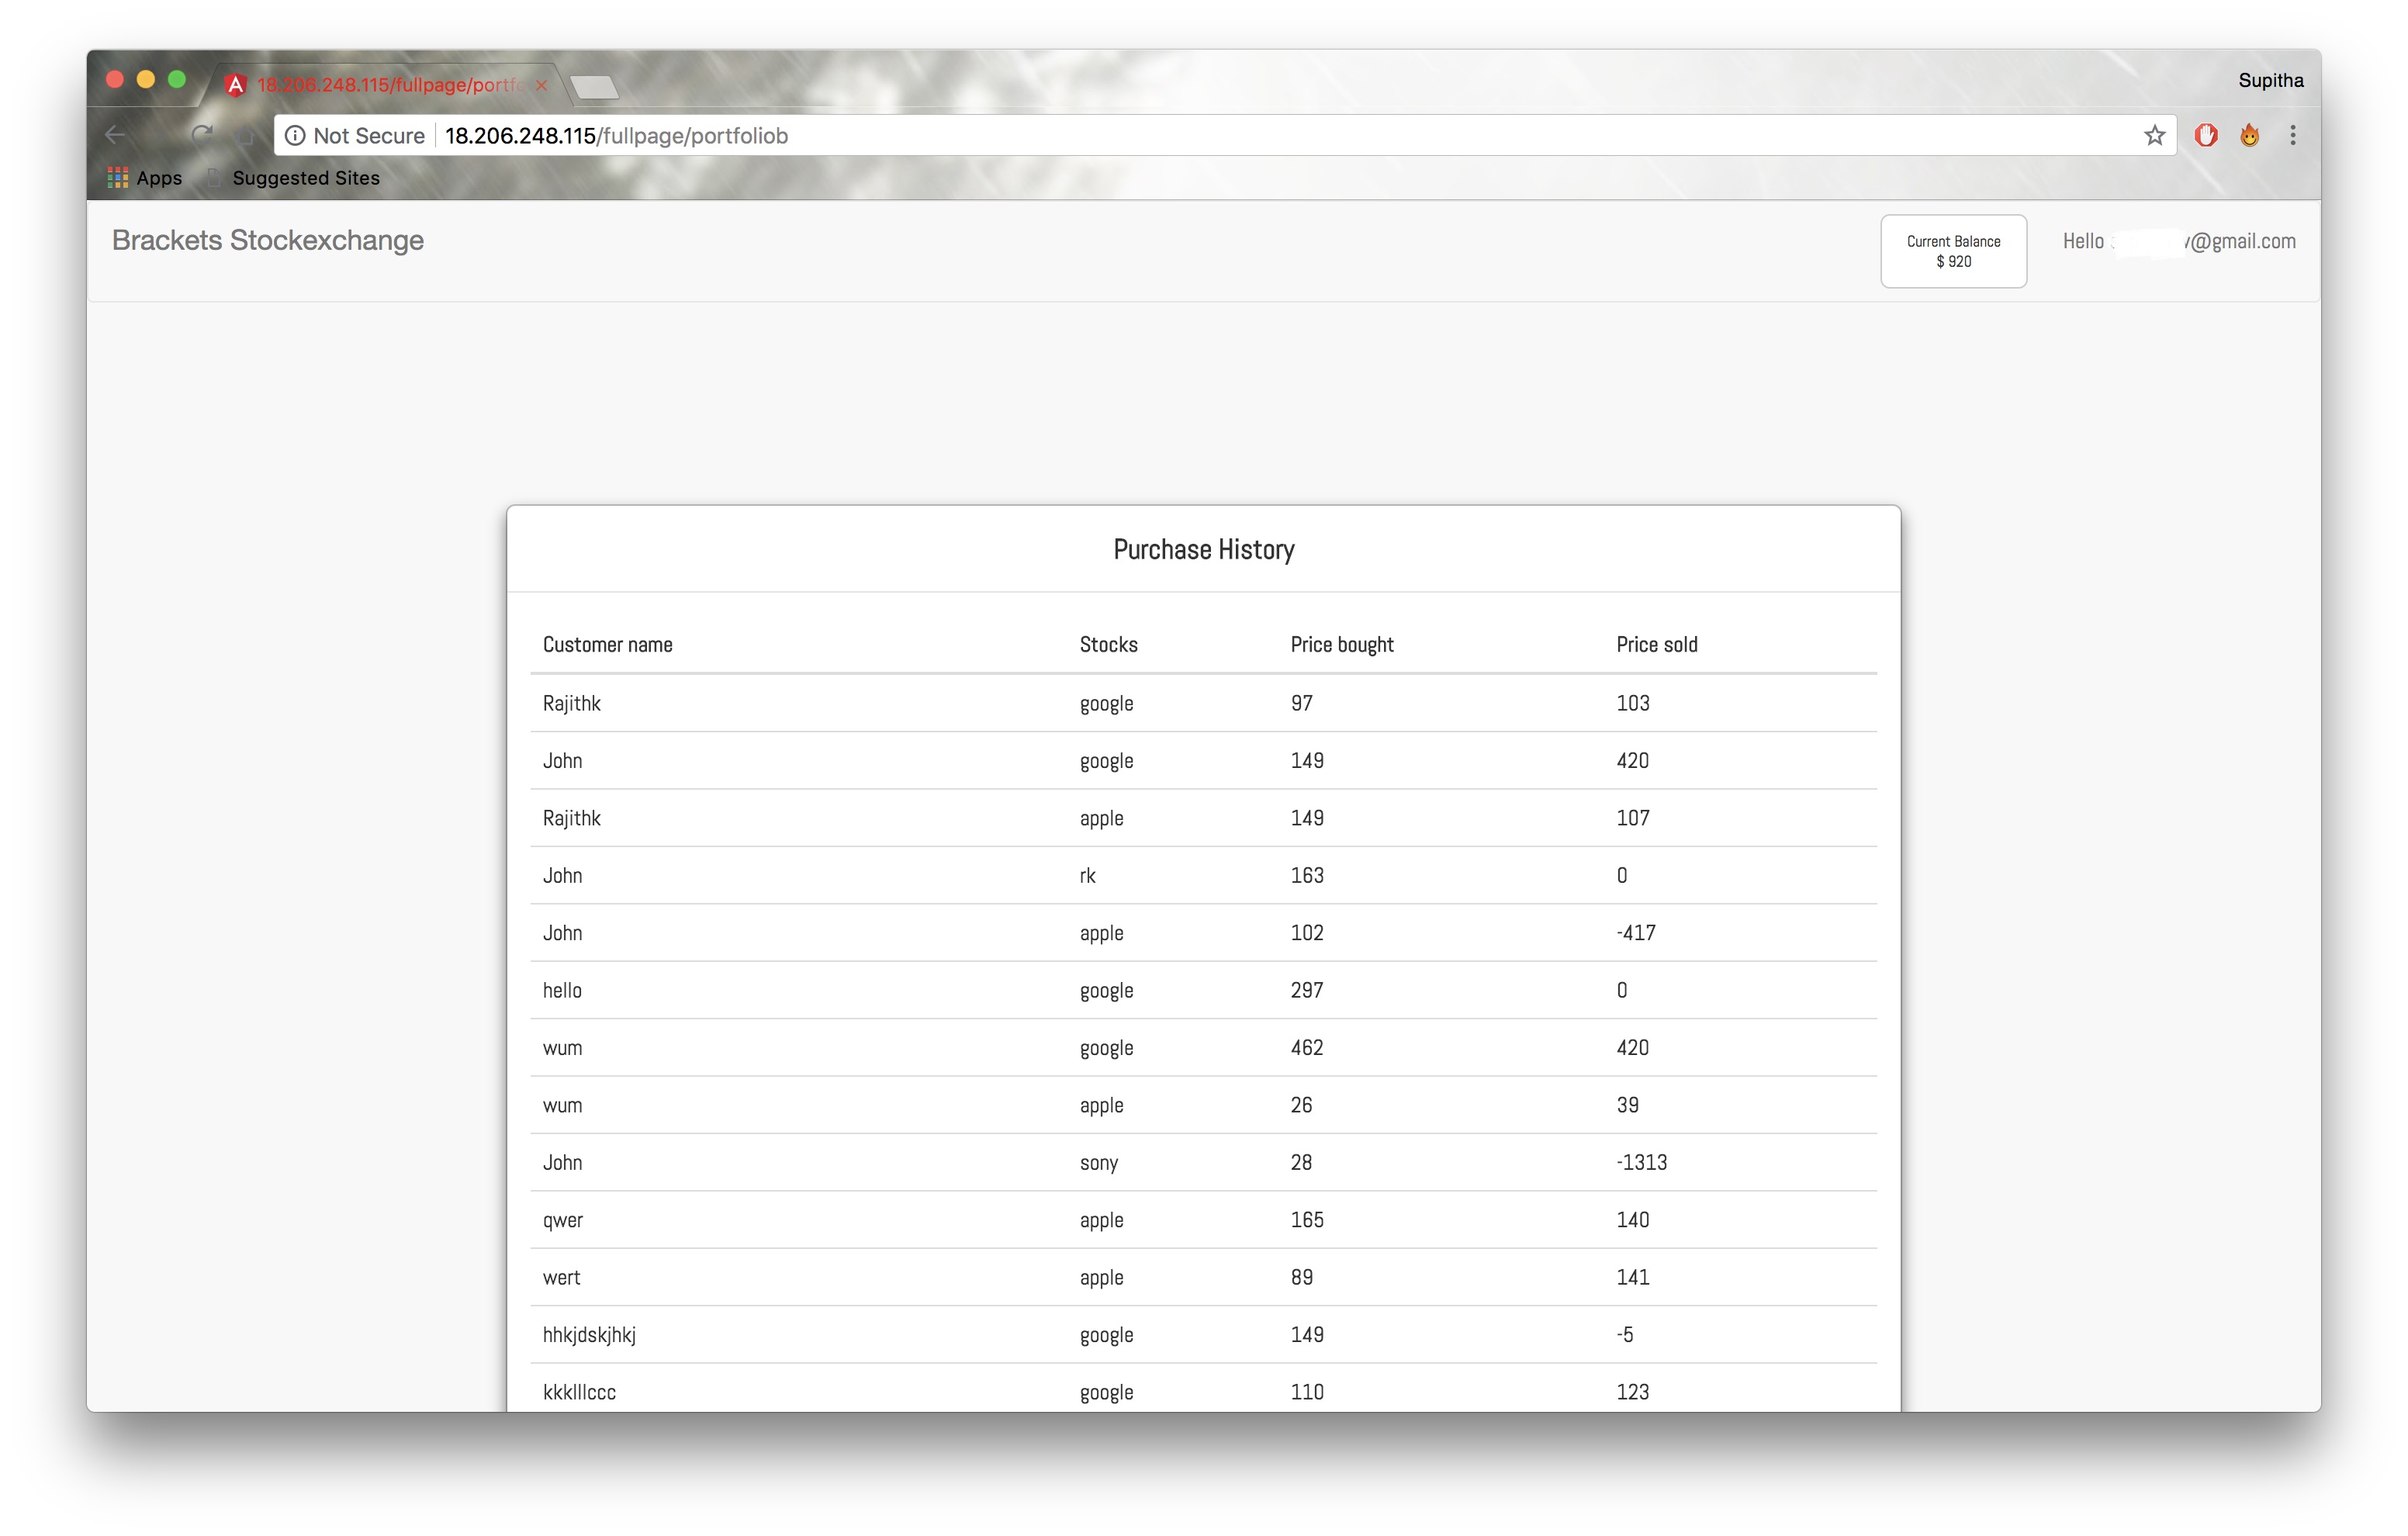 18.206.248.115/fullpage/portfo
Supitha
Not Secure 18.206.248.115/fullpage/portfoliob
Apps Suggested Sites
Brackets Stockexchange
Current Balance
$ 920
Hello v@gmail.com
Purchase History
Customer name Stocks Price bought Price sold
Rajithk google 97 103
John google 149 420
Rajithk apple 149 107
John rk 163 0
John apple 102 -417
hello google 297 0
wum google 462 420
wum apple 26 39
John sony 28 -1313
qwer apple 165 140
wert apple 89 141
hhkjdskjhkj google 149 -5
kkklllccc google 110 123